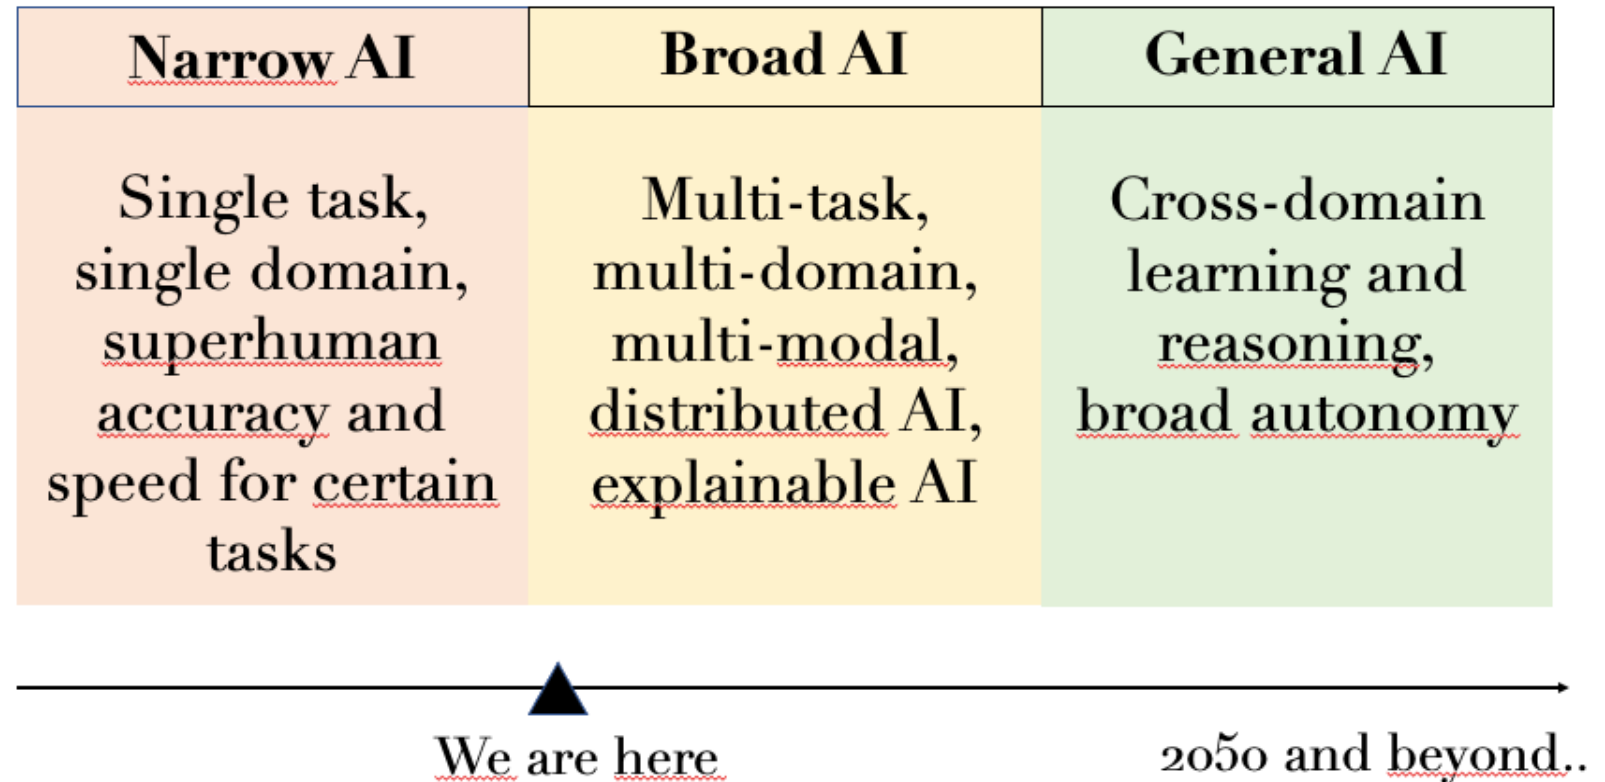 Narrow AI
Broad AI
General AI
Single task,
single domain,
superhuman
accuracy and
speed for certain
tasks
Multi-task,
multi-domain,
multi-modal,
distributed AI,
explainable AI
Cross-domain
learning and
reasoning,
broad autonomy
We are here
2050 and beyond..